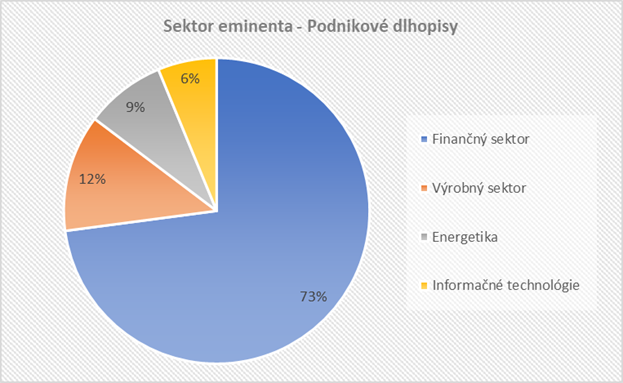 Sektor eminenta - Podnikové dlhopisy
6%
9%
12%
73%
Finančný sektor
Výrobný sektor
Energetika
Informačné technológie